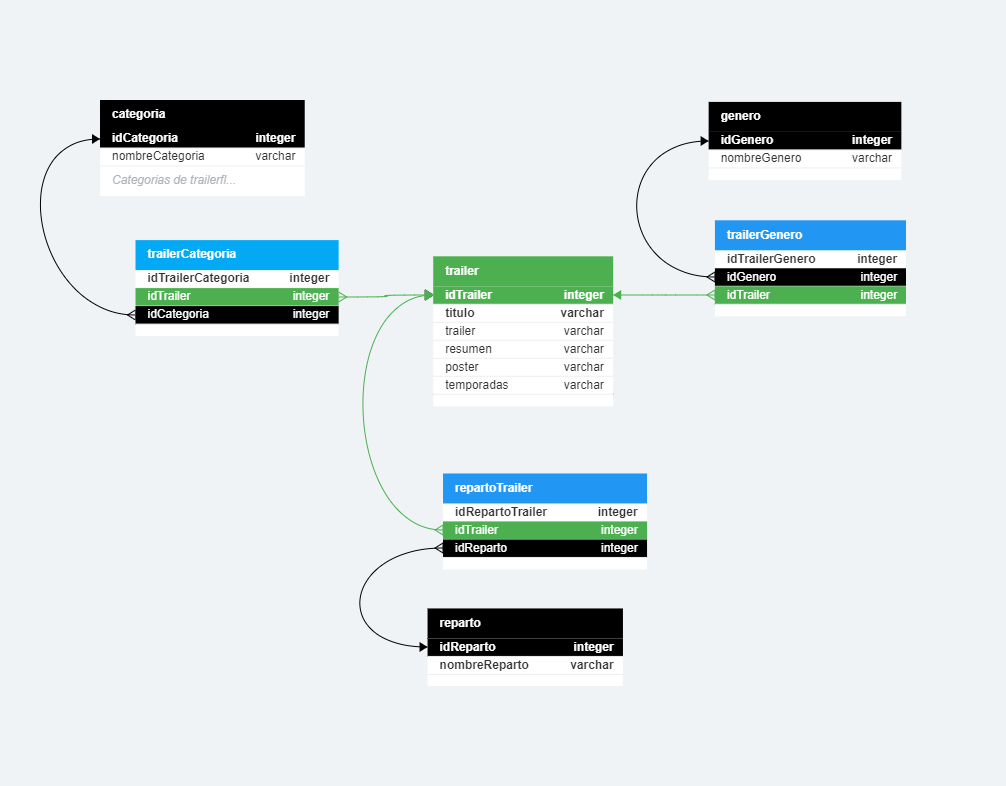 categoria
idCategoria integer
nombreCategoria varchar
Categorias de trailerfl...
genero
idGenero integer
nombreGenero varchar
trailerCategoria
idTrailerCategoria integer
idTrailer integer
idCategoria integer
trailerGenero
idTrailerGenero integer
idGenero integer
idTrailer integer
trailer
idTrailer integer
titulo varchar
trailer varchar
resumen varchar
poster varchar
temporadas varchar
repartoTrailer
idRepartoTrailer integer
idTrailer integer
idReparto integer
reparto
idReparto integer
nombreReparto varchar